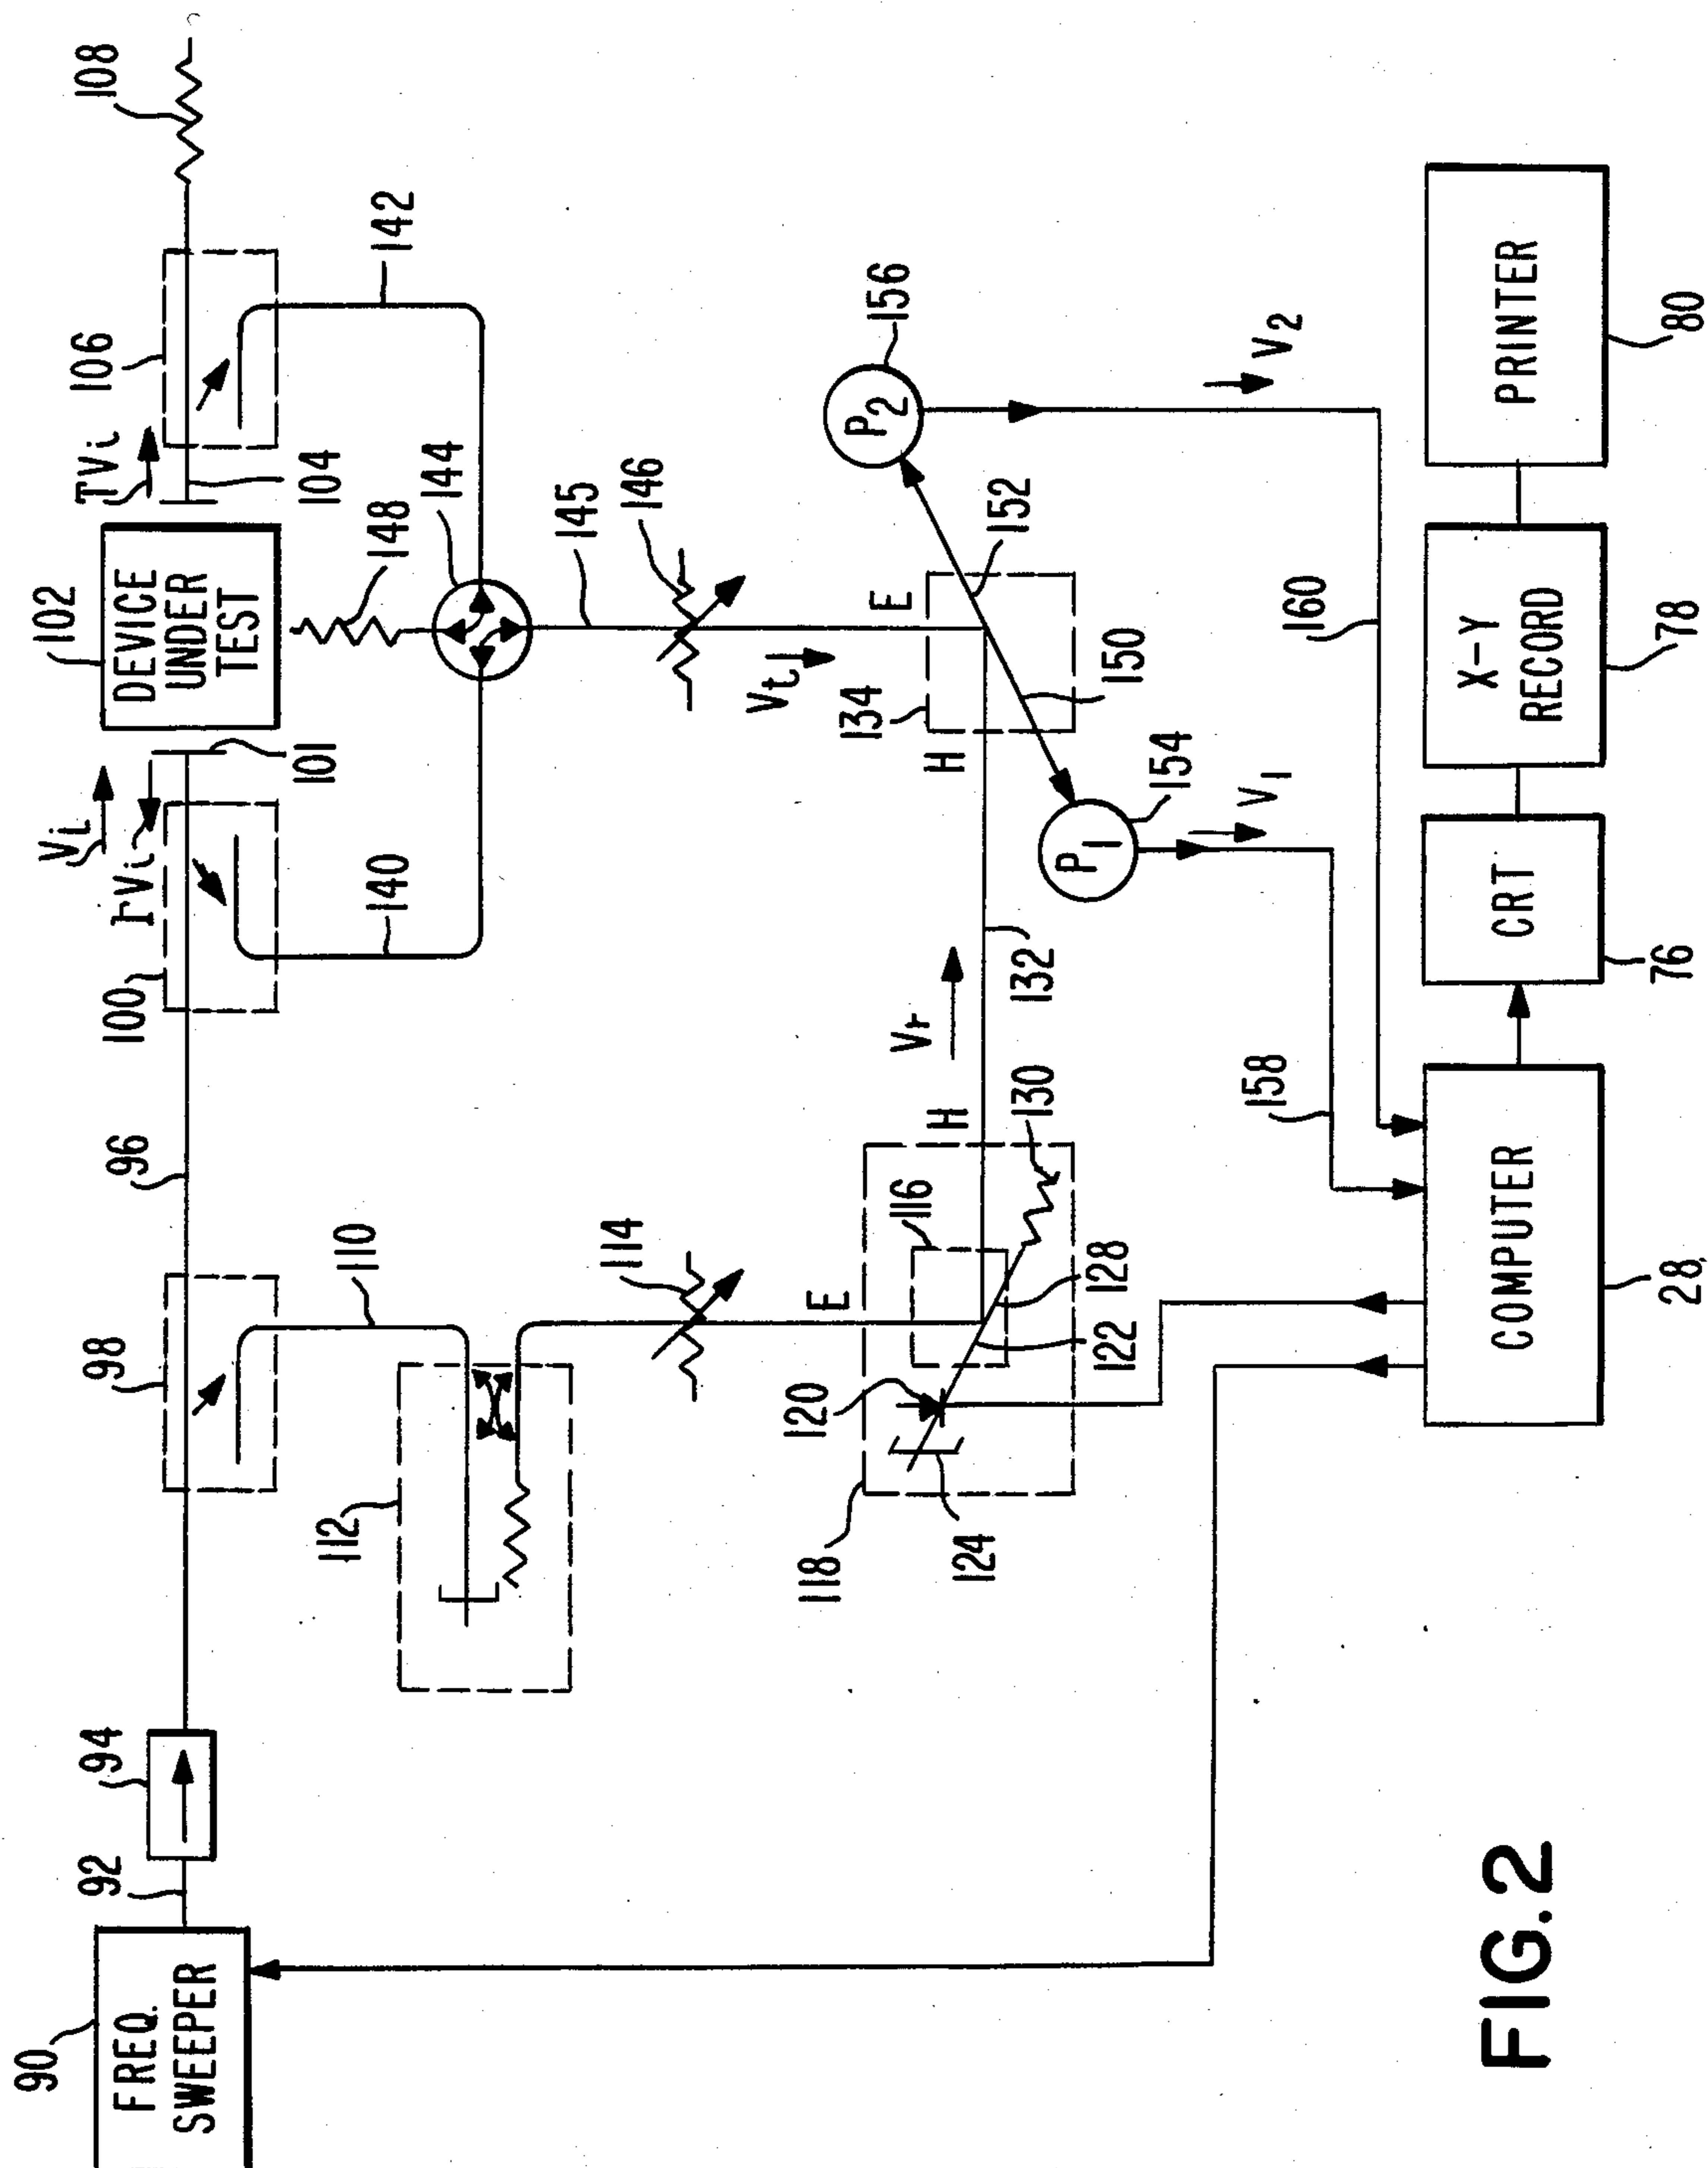 90
FREQ.
SWEEPER
92
94
98
96
100
Vi
ΓVi
101
102
DEVICE
UNDER
TEST
TVi
104
106
108
110
112
114
140
142
144
148
145
146
E
118
120
116
122
124
128
130
H
Vr
132
H
134
E
Vt
150
152
P1
154
P2
156
V1
V2
158
160
COMPUTER
28
CRT
76
X-Y
RECORD
78
PRINTER
80
FIG.2